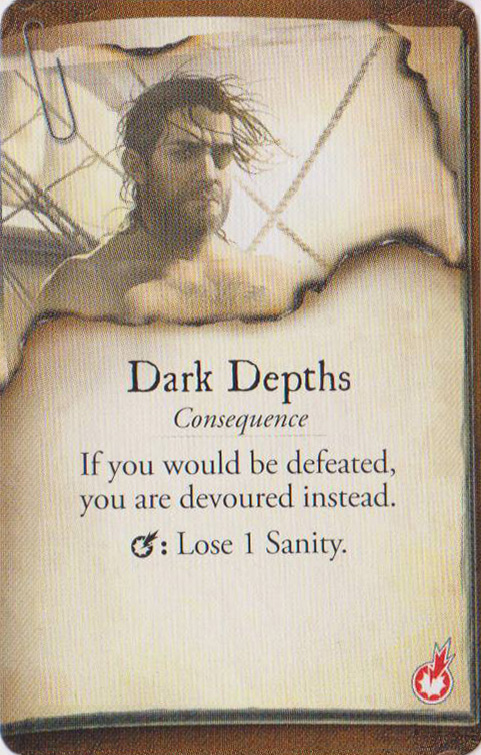 Dark Depths
Consequence
If you would be defeated,
you are devoured instead.
: Lose 1 Sanity.